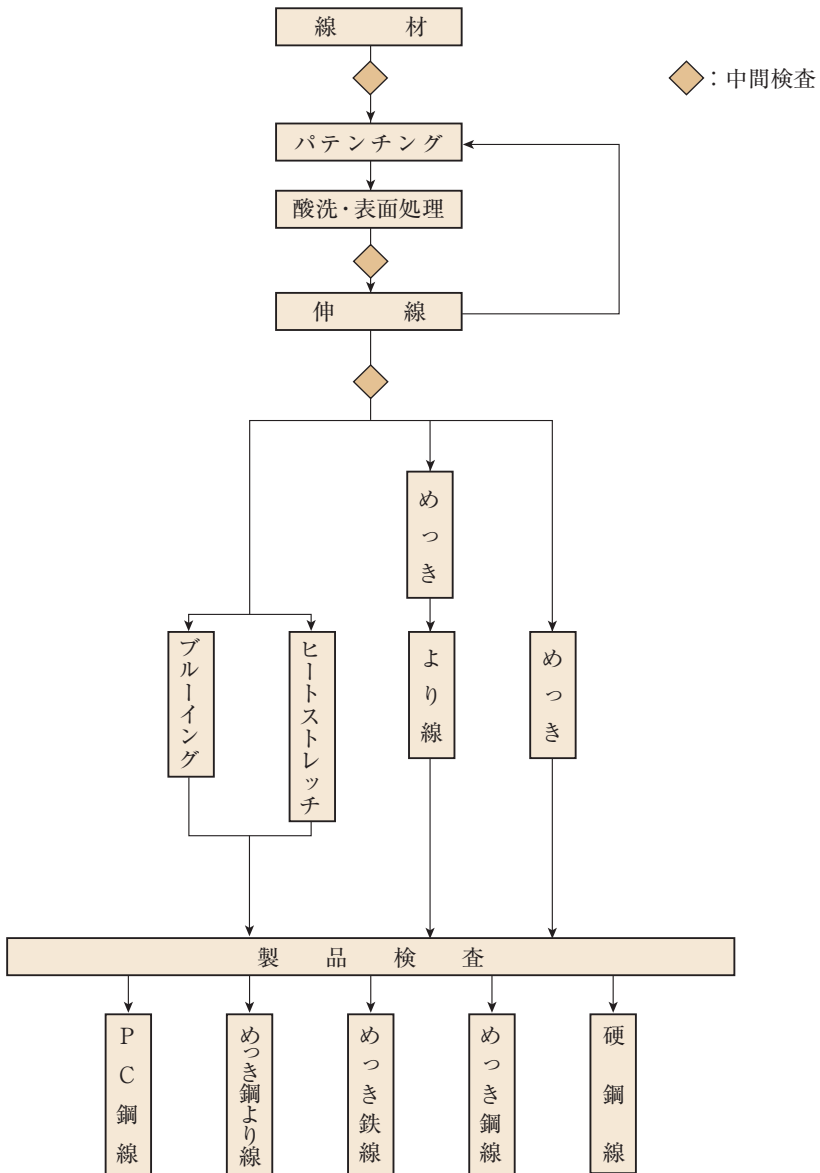 線材
：中間検査
パテンチング
酸洗・表面処理
伸線
めっき
ブルーイング
ヒートストレッチ
より線
めっき
製品検査
PC鋼線
めっき鋼より線
めっき鉄線
めっき鋼線
硬鋼線